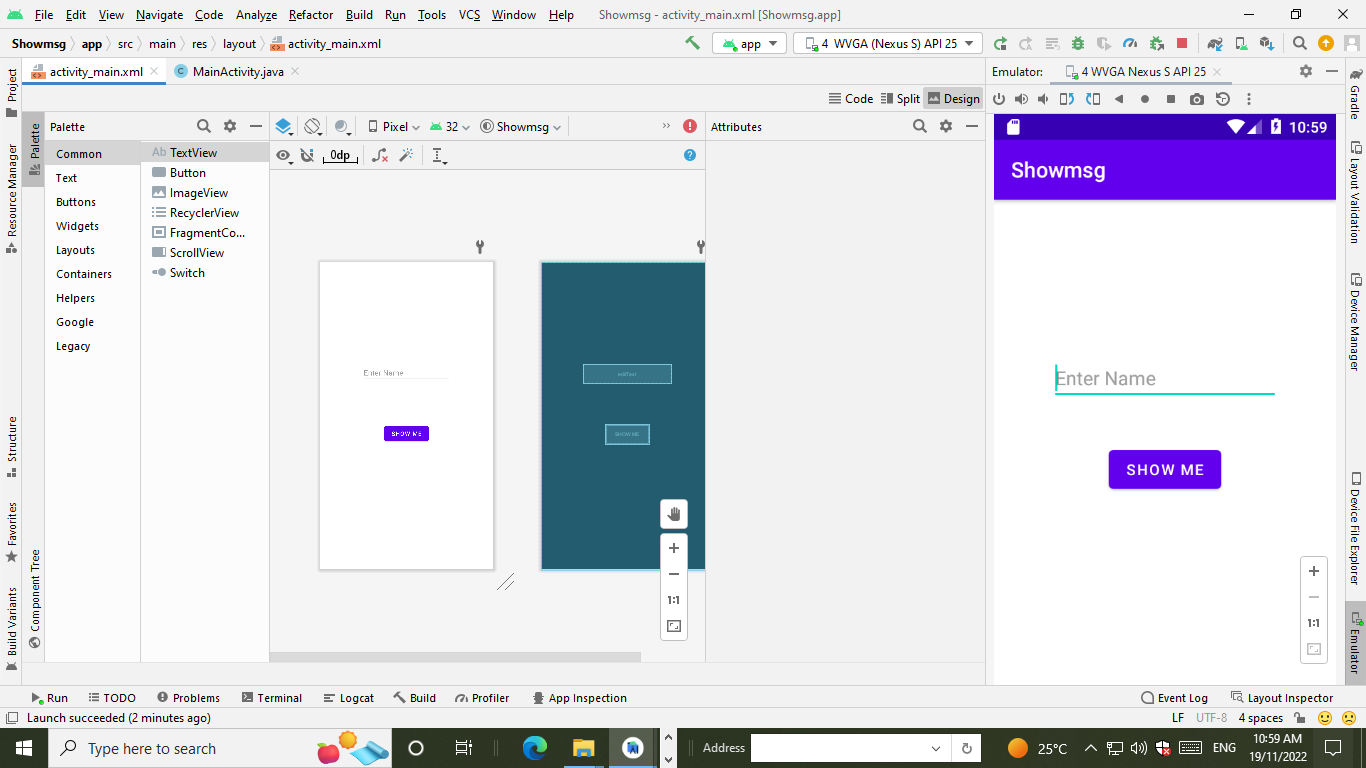 File Edit View Navigate Code Analyze Refactor Build Run Tools VCS Window Help Showmsg - activity_main.xml [Showmsg.app]
Showmsg app src main res layout activity_main.xml app 4 WVGA (Nexus S) API 25
activity_main.xml MainActivity.java Emulator: 4 WVGA Nexus S API 25
Code Split Design
Palette Pixel 32 Showmsg Attributes
Common
Text
Buttons
Widgets
Layouts
Containers
Helpers
Google
Legacy
Ab TextView
Button
ImageView
RecyclerView
FragmentCo...
ScrollView
Switch
0dp
Enter Name
SHOW ME
SHOW ME
1:1
10:59
Showmsg
Enter Name
SHOW ME
1:1
Project
Resource Manager
Structure
Favorites
Build Variants
Palette
Component Tree
Gradle
Layout Validation
Device Manager
Device File Explorer
Emulator
Run TODO Problems Terminal Logcat Build Profiler App Inspection Event Log Layout Inspector
Launch succeeded (2 minutes ago) LF UTF-8 4 spaces
Type here to search Address 25°C ENG 10:59 AM
19/11/2022